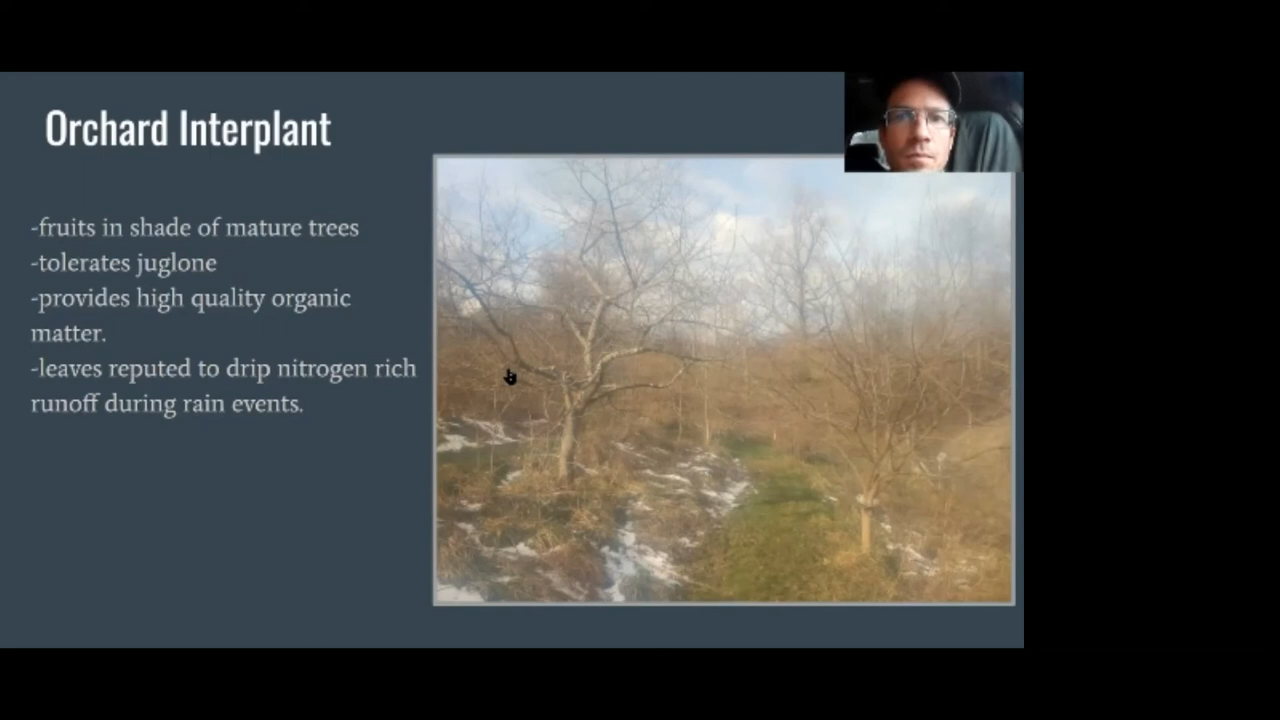 Orchard Interplant
-fruits in shade of mature trees
-tolerates juglone
-provides high quality organic
matter.
-leaves reputed to drip nitrogen rich
runoff during rain events.